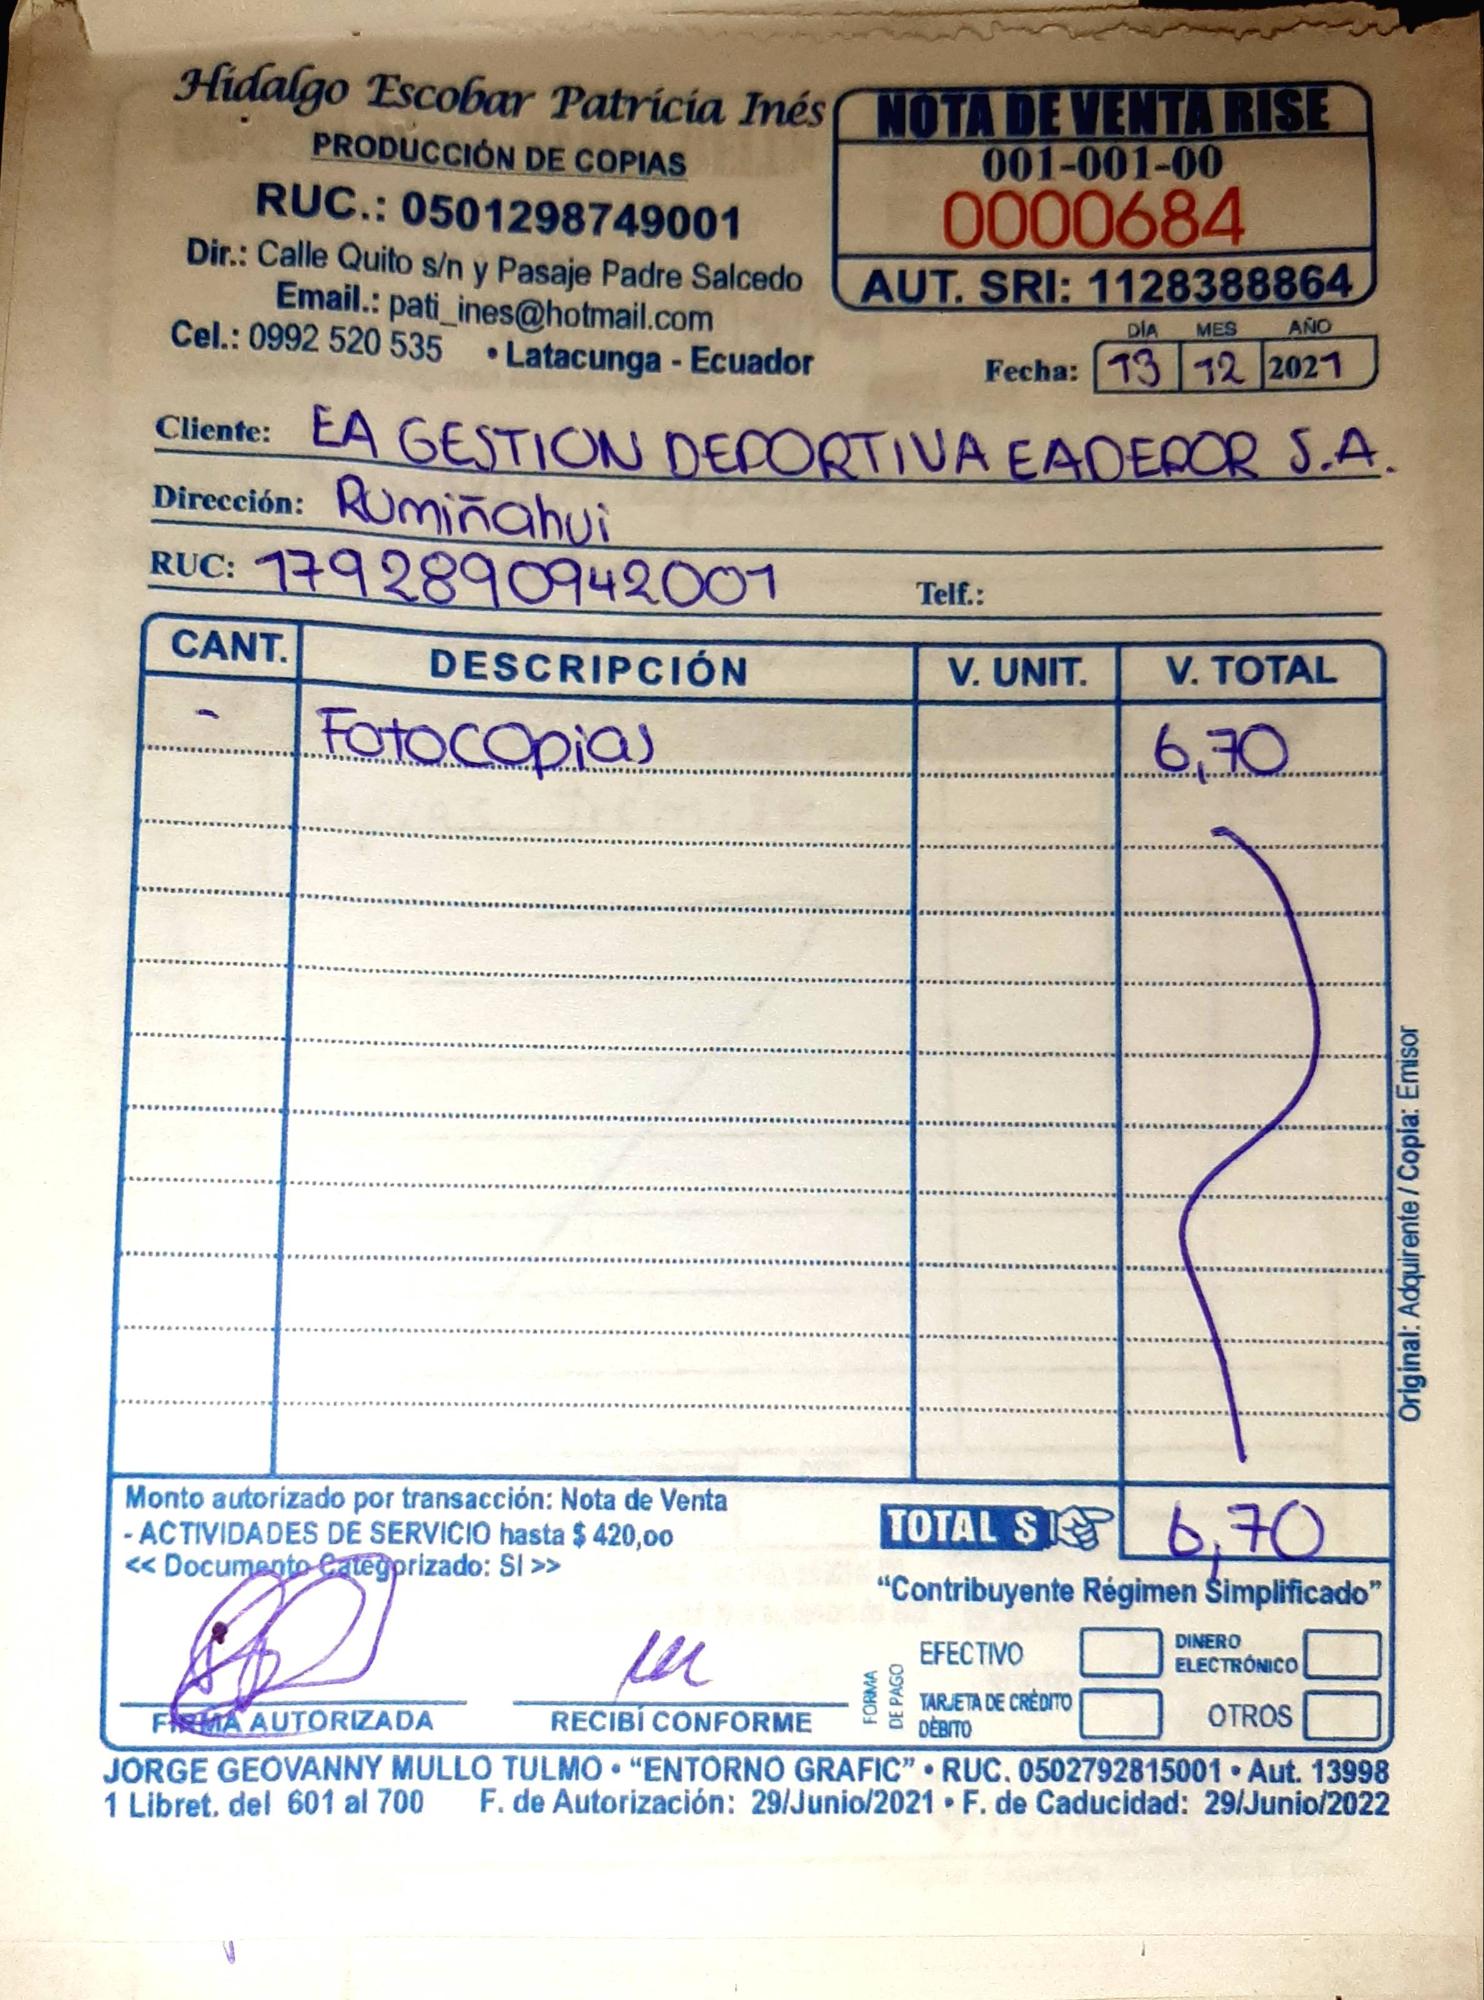 Hidalgo Escobar Patricia Inés
PRODUCCIÓN DE COPIAS
RUC.: 0501298749001
Dir.: Calle Quito s/n y Pasaje Padre Salcedo
Email.: pati_ines@hotmail.com
Cel.: 0992 520 535 • Latacunga - Ecuador
NOTA DE VENTA RISE
001-001-00
0000684
AUT. SRI: 1128388864
DÍA MES AÑO
Fecha: 13 12 2021
Cliente: EA GESTION DEPORTIVA EADEPOR S.A.
Dirección: Rumiñahui
RUC: 1792890942001 Telf.:
CANT. DESCRIPCIÓN V. UNIT. V. TOTAL
- Fotocopias 6,70
Original: Adquirente / Copia: Emisor
Monto autorizado por transacción: Nota de Venta
- ACTIVIDADES DE SERVICIO hasta $ 420,oo
<< Documento Categorizado: SI >>
TOTAL $ 6,70
“Contribuyente Régimen Simplificado”
FIRMA AUTORIZADA
RECIBÍ CONFORME
FORMA DE PAGO
EFECTIVO
DINERO ELECTRÓNICO
TARJETA DE CRÉDITO
DÉBITO
OTROS
JORGE GEOVANNY MULLO TULMO • “ENTORNO GRAFIC” • RUC. 0502792815001 • Aut. 13998
1 Libret. del 601 al 700 F. de Autorización: 29/Junio/2021 • F. de Caducidad: 29/Junio/2022